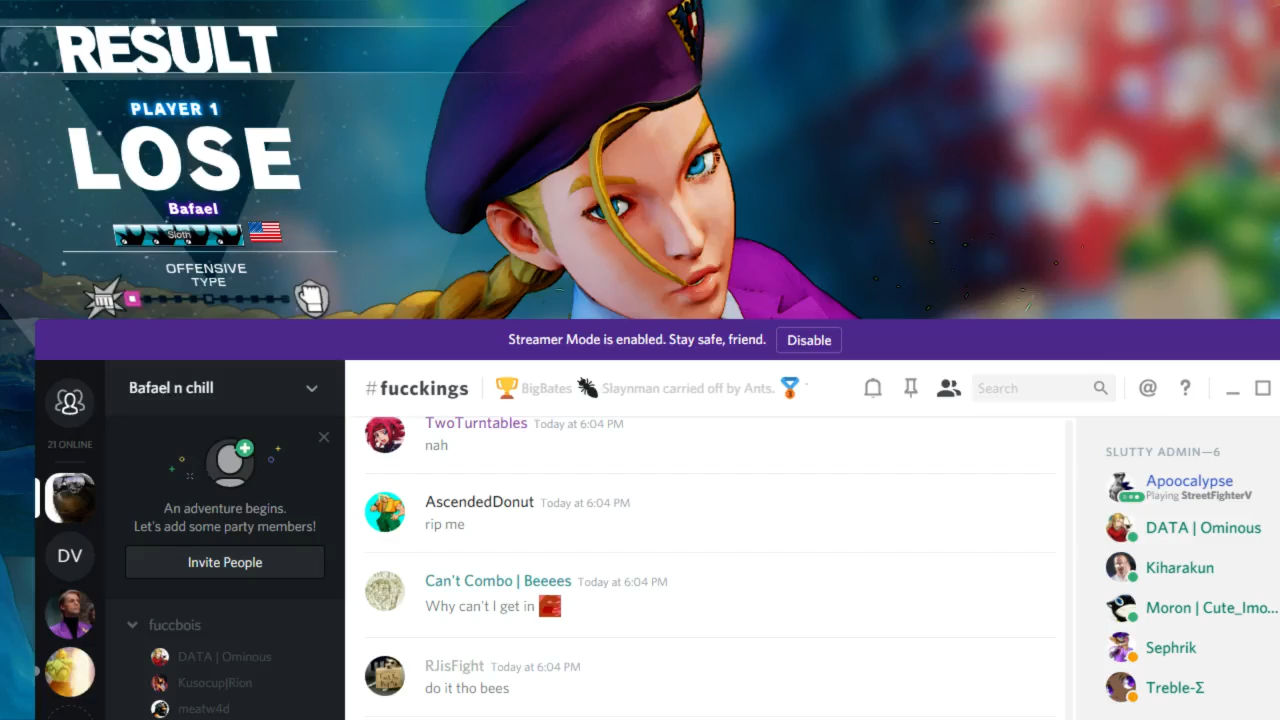 RESULT
PLAYER 1
LOSE
Bafael
Sloth
OFFENSIVE
TYPE
Streamer Mode is enabled. Stay safe, friend. Disable
Bafael n chill
21 ONLINE
An adventure begins.
Let's add some party members!
Invite People
DV
fuccbois
DATA | Ominous
Kusocup|Rion
meatw4d
#fucckings BigBates Slaynman carried off by Ants. Search @ ?
TwoTurntables Today at 6:04 PM
nah
AscendedDonut Today at 6:04 PM
rip me
Can't Combo | Beeees Today at 6:04 PM
Why can't I get in
RJisFight Today at 6:04 PM
do it tho bees
SLUTTY ADMIN—6
Apoocalypse
Playing StreetFighterV
DATA | Ominous
Kiharakun
Moron | Cute_Imo...
Sephrik
Treble-Σ